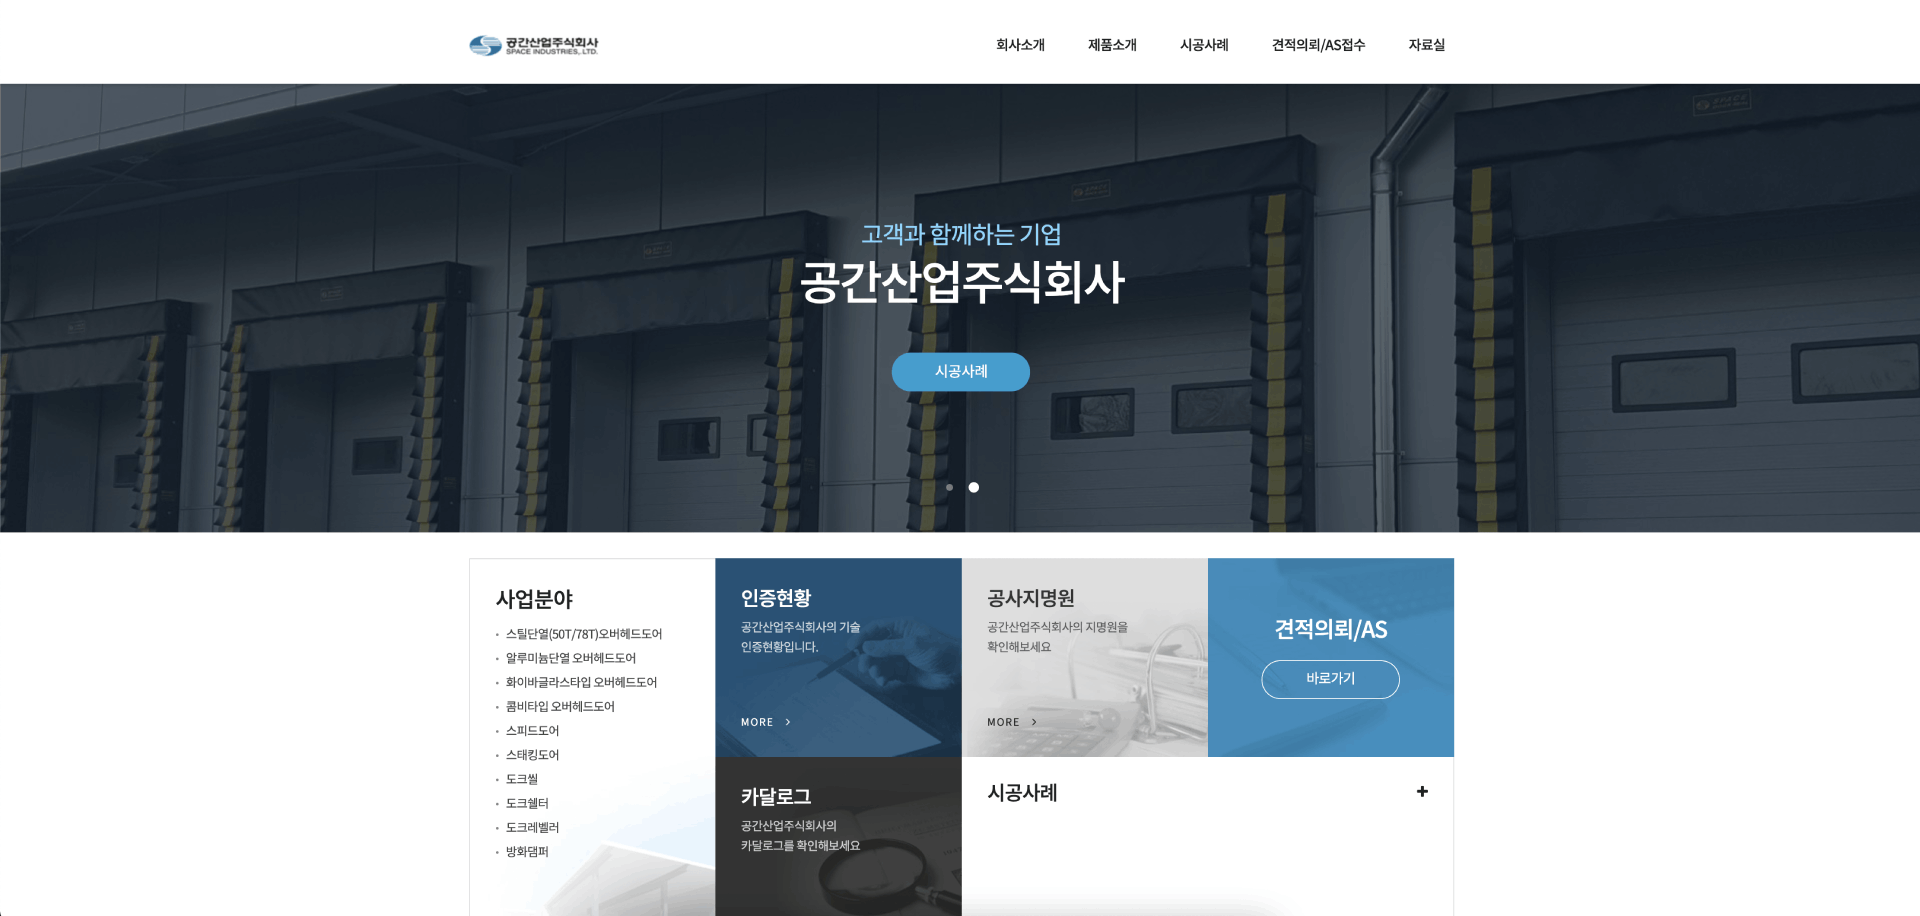 공간산업주식회사
SPACE INDUSTRIES., LTD.
회사소개
제품소개
시공사례
견적의뢰/AS접수
자료실
고객과 함께하는 기업
공간산업주식회사
시공사례
사업분야
스틸단열(50T/78T)오버헤드도어
알루미늄단열 오버헤드도어
화이바글라스타입 오버헤드도어
콤비타입 오버헤드도어
스피드도어
스태킹도어
도크씰
도크쉘터
도크레벨러
방화댐퍼
인증현황
공간산업주식회사의 기술
인증현황입니다.
MORE
공사지명원
공간산업주식회사의 지명원을
확인해보세요
MORE
견적의뢰/AS
바로가기
카달로그
공간산업주식회사의
카달로그를 확인해보세요
시공사례